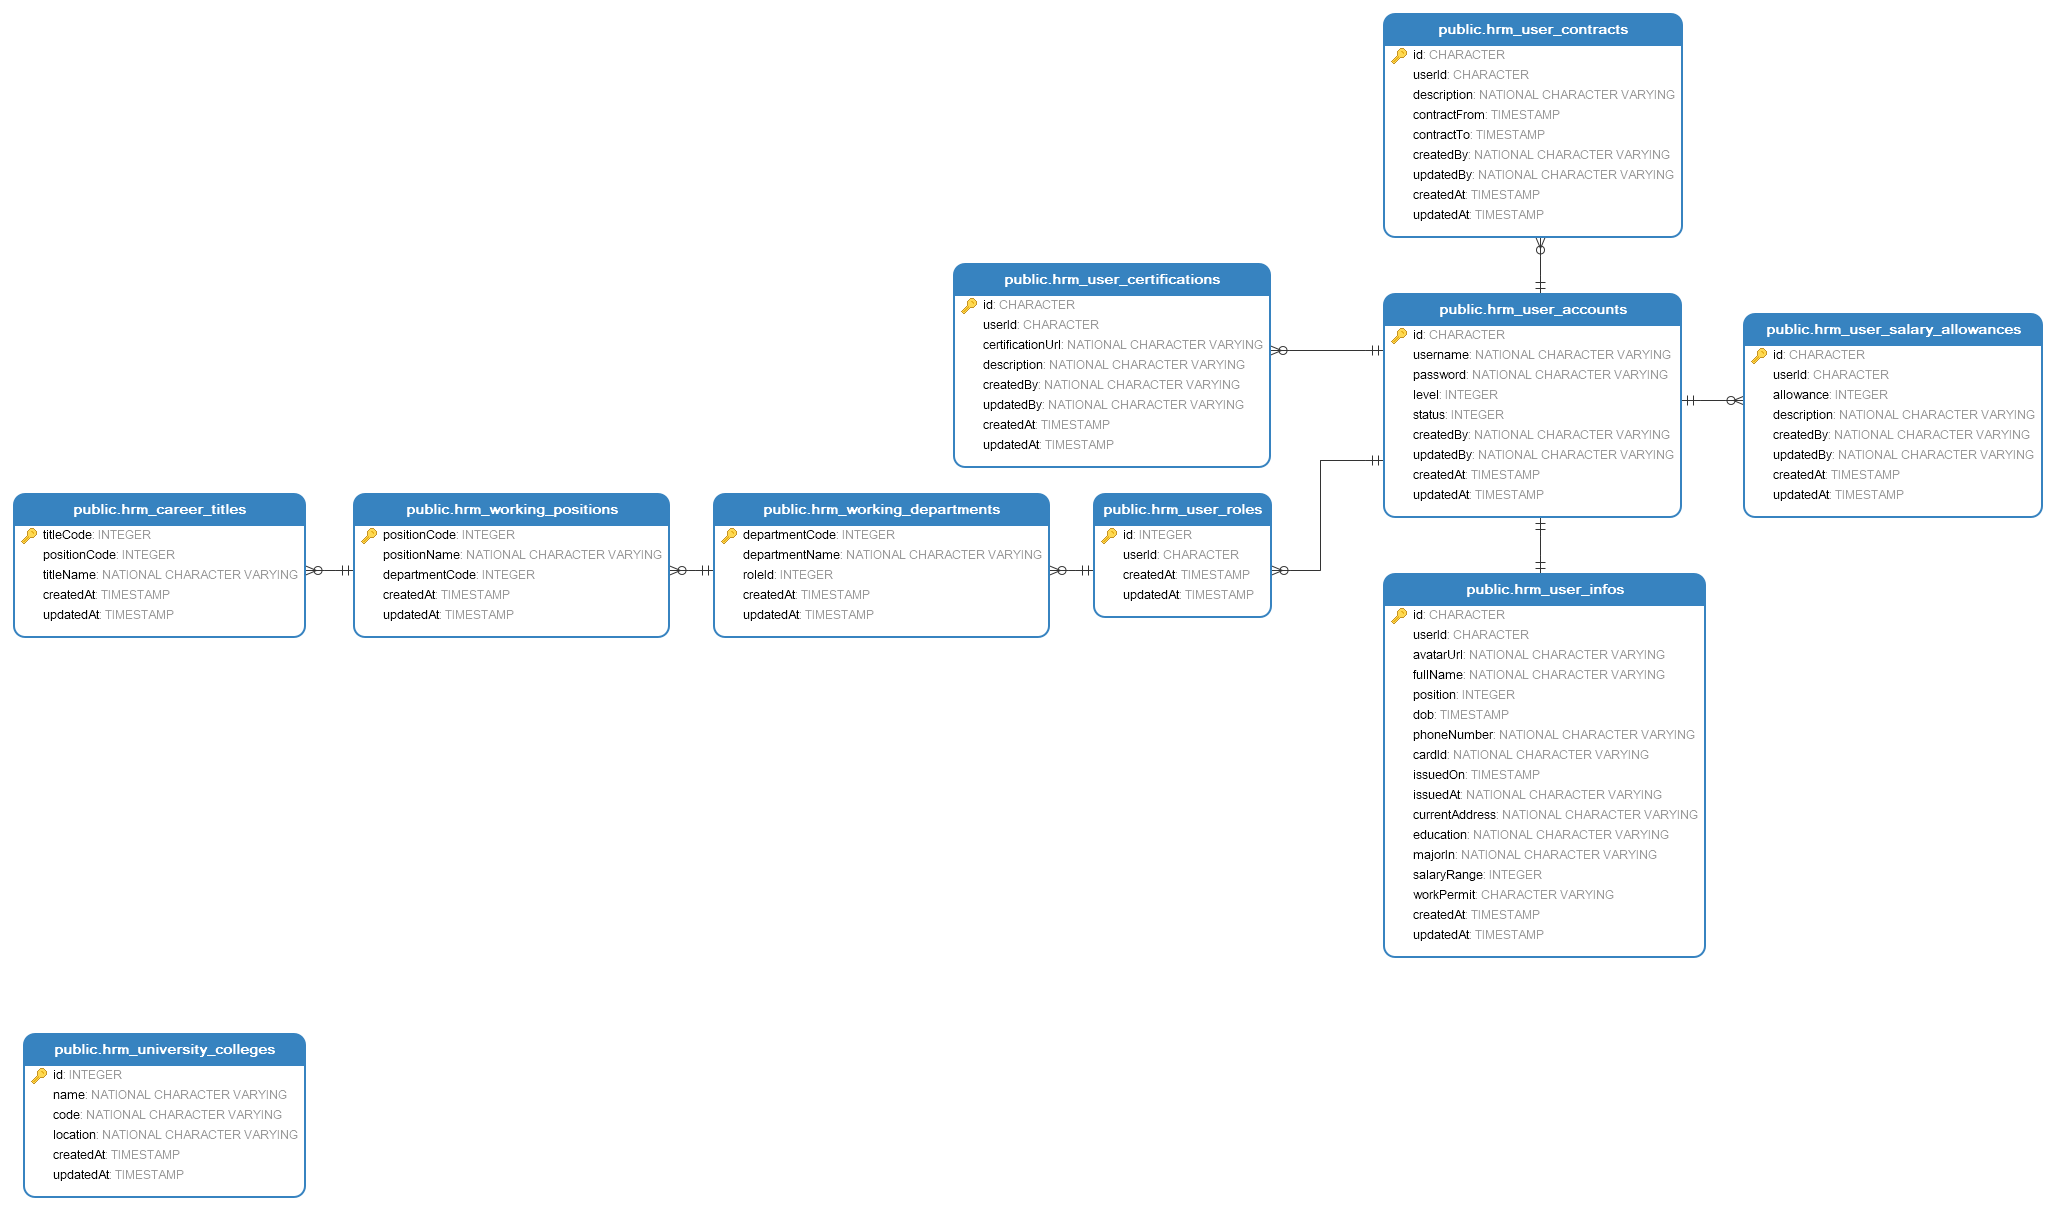 public.hrm_user_contracts
id: CHARACTER
userId: CHARACTER
description: NATIONAL CHARACTER VARYING
contractFrom: TIMESTAMP
contractTo: TIMESTAMP
createdBy: NATIONAL CHARACTER VARYING
updatedBy: NATIONAL CHARACTER VARYING
createdAt: TIMESTAMP
updatedAt: TIMESTAMP
public.hrm_user_certifications
id: CHARACTER
userId: CHARACTER
certificationUrl: NATIONAL CHARACTER VARYING
description: NATIONAL CHARACTER VARYING
createdBy: NATIONAL CHARACTER VARYING
updatedBy: NATIONAL CHARACTER VARYING
createdAt: TIMESTAMP
updatedAt: TIMESTAMP
public.hrm_user_accounts
id: CHARACTER
username: NATIONAL CHARACTER VARYING
password: NATIONAL CHARACTER VARYING
level: INTEGER
status: INTEGER
createdBy: NATIONAL CHARACTER VARYING
updatedBy: NATIONAL CHARACTER VARYING
createdAt: TIMESTAMP
updatedAt: TIMESTAMP
public.hrm_user_salary_allowances
id: CHARACTER
userId: CHARACTER
allowance: INTEGER
description: NATIONAL CHARACTER VARYING
createdBy: NATIONAL CHARACTER VARYING
updatedBy: NATIONAL CHARACTER VARYING
createdAt: TIMESTAMP
updatedAt: TIMESTAMP
public.hrm_career_titles
titleCode: INTEGER
positionCode: INTEGER
titleName: NATIONAL CHARACTER VARYING
createdAt: TIMESTAMP
updatedAt: TIMESTAMP
public.hrm_working_positions
positionCode: INTEGER
positionName: NATIONAL CHARACTER VARYING
departmentCode: INTEGER
createdAt: TIMESTAMP
updatedAt: TIMESTAMP
public.hrm_working_departments
departmentCode: INTEGER
departmentName: NATIONAL CHARACTER VARYING
roleId: INTEGER
createdAt: TIMESTAMP
updatedAt: TIMESTAMP
public.hrm_user_roles
id: INTEGER
userId: CHARACTER
createdAt: TIMESTAMP
updatedAt: TIMESTAMP
public.hrm_user_infos
id: CHARACTER
userId: CHARACTER
avatarUrl: NATIONAL CHARACTER VARYING
fullName: NATIONAL CHARACTER VARYING
position: INTEGER
dob: TIMESTAMP
phoneNumber: NATIONAL CHARACTER VARYING
cardId: NATIONAL CHARACTER VARYING
issuedOn: TIMESTAMP
issuedAt: NATIONAL CHARACTER VARYING
currentAddress: NATIONAL CHARACTER VARYING
education: NATIONAL CHARACTER VARYING
majorIn: NATIONAL CHARACTER VARYING
salaryRange: INTEGER
workPermit: CHARACTER VARYING
createdAt: TIMESTAMP
updatedAt: TIMESTAMP
public.hrm_university_colleges
id: INTEGER
name: NATIONAL CHARACTER VARYING
code: NATIONAL CHARACTER VARYING
location: NATIONAL CHARACTER VARYING
createdAt: TIMESTAMP
updatedAt: TIMESTAMP